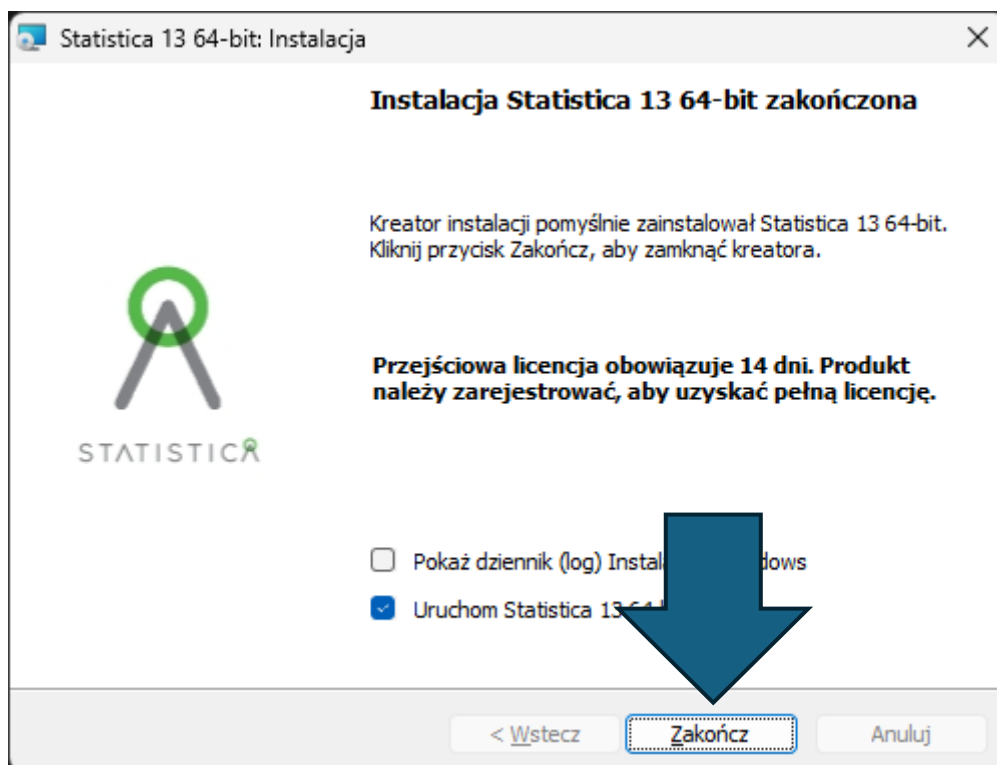 Statistica 13 64-bit: Instalacja
Instalacja Statistica 13 64-bit zakończona
Kreator instalacji pomyślnie zainstalował Statistica 13 64-bit.
Kliknij przycisk Zakończ, aby zamknąć kreatora.
Przejściowa licencja obowiązuje 14 dni. Produkt
należy zarejestrować, aby uzyskać pełną licencję.
STATISTICA
Pokaż dziennik (log)
Uruchom Statistica 13
< Wstecz
Zakończ
Anuluj